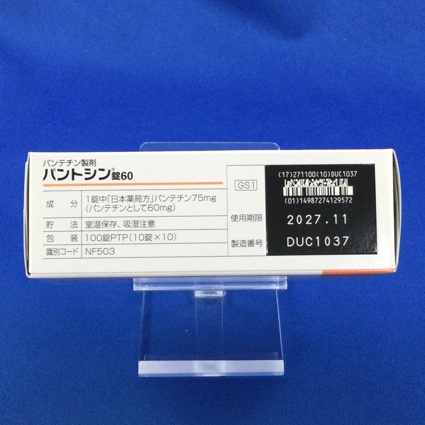 パンテチン製剤
パントシン®錠60
成 分 1錠中「日本薬局方」パンテチン75mg
(パンテチンとして60mg)
貯 法 室温保存、吸湿注意
包 装 100錠PTP(10錠×10)
識別コード NF503
GS1
(17)271100(10)DUC1037
(01)14987274129572
使用期限 2027.11
製造番号 DUC1037